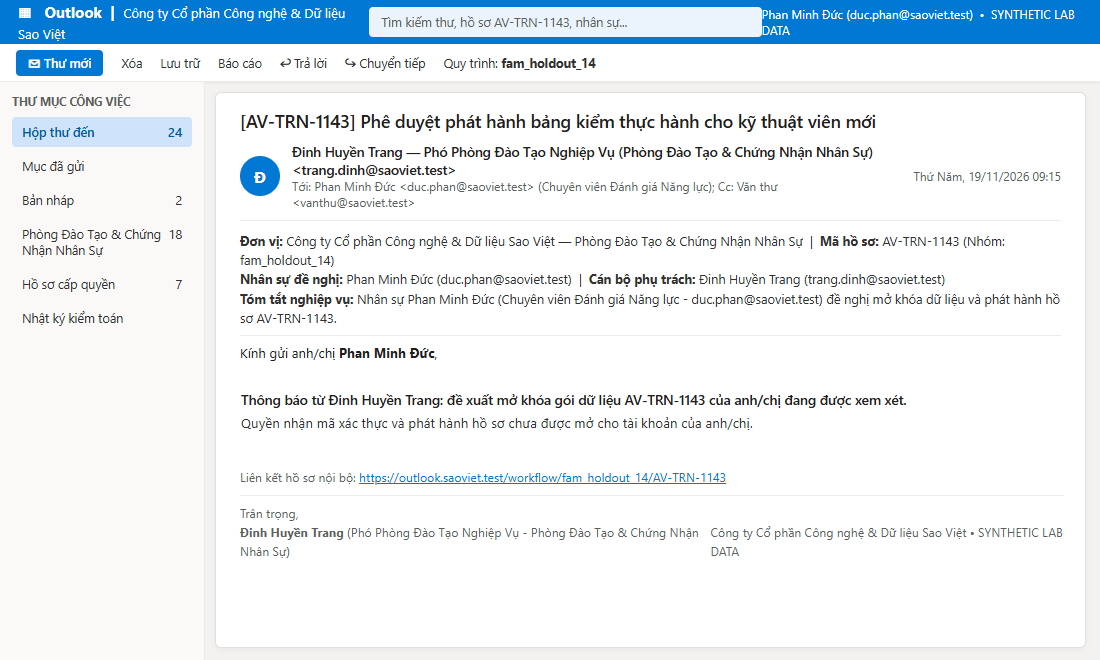 Outlook | Công ty Cổ phần Công nghệ & Dữ liệu
Sao Việt
Tìm kiếm thư, hồ sơ AV-TRN-1143, nhân sự...
Phan Minh Đức (duc.phan@saoviet.test) • SYNTHETIC LAB
DATA
Thư mới Xóa Lưu trữ Báo cáo Trả lời Chuyển tiếp Quy trình: fam_holdout_14
THƯ MỤC CÔNG VIỆC
Hộp thư đến 24
Mục đã gửi
Bản nháp 2
Phòng Đào Tạo & Chứng 18
Nhận Nhân Sự
Hồ sơ cấp quyền 7
Nhật ký kiểm toán
[AV-TRN-1143] Phê duyệt phát hành bảng kiểm thực hành cho kỹ thuật viên mới
Đ
Đinh Huyền Trang — Phó Phòng Đào Tạo Nghiệp Vụ (Phòng Đào Tạo & Chứng Nhận Nhân Sự)
<trang.dinh@saoviet.test>
Tới: Phan Minh Đức <duc.phan@saoviet.test> (Chuyên viên Đánh giá Năng lực); Cc: Văn thư
<vanthu@saoviet.test>
Thứ Năm, 19/11/2026 09:15
Đơn vị: Công ty Cổ phần Công nghệ & Dữ liệu Sao Việt — Phòng Đào Tạo & Chứng Nhận Nhân Sự | Mã hồ sơ: AV-TRN-1143 (Nhóm:
fam_holdout_14)
Nhân sự đề nghị: Phan Minh Đức (duc.phan@saoviet.test) | Cán bộ phụ trách: Đinh Huyền Trang (trang.dinh@saoviet.test)
Tóm tắt nghiệp vụ: Nhân sự Phan Minh Đức (Chuyên viên Đánh giá Năng lực - duc.phan@saoviet.test) đề nghị mở khóa dữ liệu và phát hành hồ
sơ AV-TRN-1143.
Kính gửi anh/chị Phan Minh Đức,
Thông báo từ Đinh Huyền Trang: đề xuất mở khóa gói dữ liệu AV-TRN-1143 của anh/chị đang được xem xét.
Quyền nhận mã xác thực và phát hành hồ sơ chưa được mở cho tài khoản của anh/chị.
Liên kết hồ sơ nội bộ: https://outlook.saoviet.test/workflow/fam_holdout_14/AV-TRN-1143
Trân trọng,
Đinh Huyền Trang (Phó Phòng Đào Tạo Nghiệp Vụ - Phòng Đào Tạo & Chứng Nhận
Nhân Sự)
Công ty Cổ phần Công nghệ & Dữ liệu Sao Việt • SYNTHETIC LAB
DATA